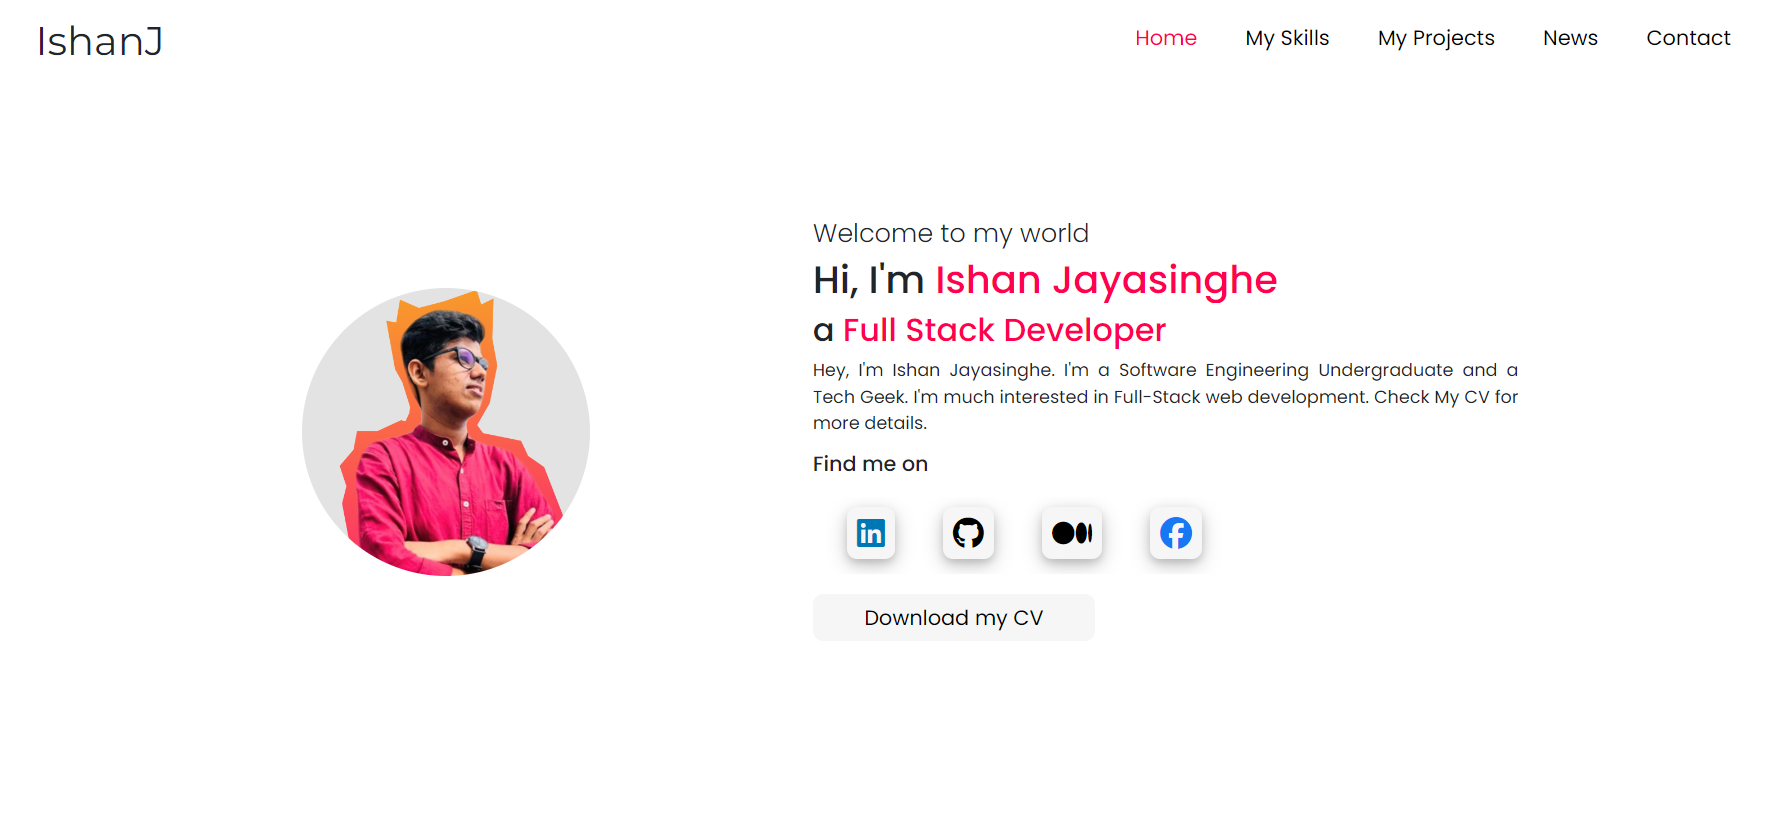 IshanJ
Home My Skills My Projects News Contact
Welcome to my world
Hi, I'm Ishan Jayasinghe
a Full Stack Developer
Hey, I'm Ishan Jayasinghe. I'm a Software Engineering Undergraduate and a
Tech Geek. I'm much interested in Full-Stack web development. Check My CV for
more details.
Find me on
in
Download my CV